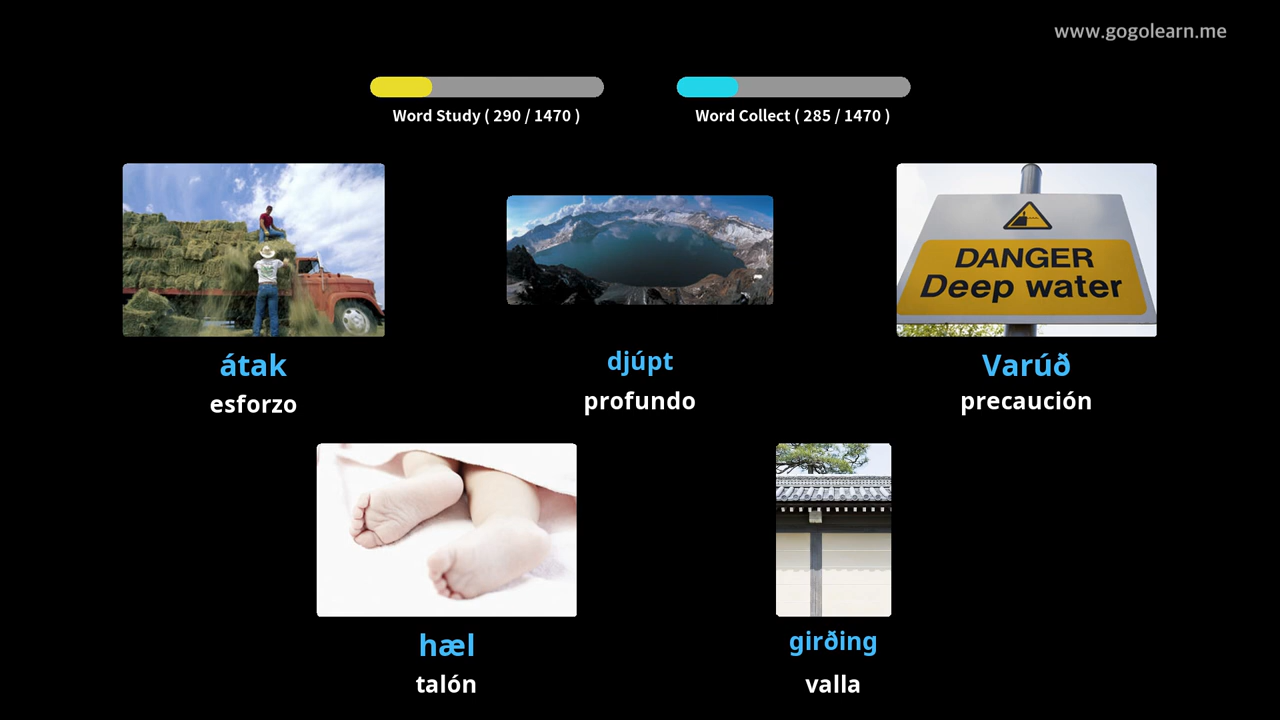 www.gogolearn.me
Word Study ( 290 / 1470 )
Word Collect ( 285 / 1470 )
DANGER
Deep water
átak
djúpt
Varúð
esforzo
profundo
precaución
hæl
girðing
talón
valla